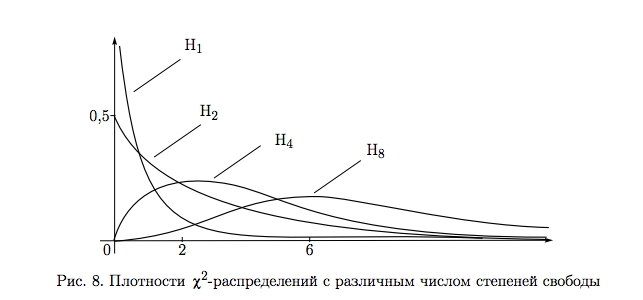 H₁
H₂
0,5
H₄
H₈
0 2 6
Рис. 8. Плотности χ²-распределений с различным числом степеней свободы